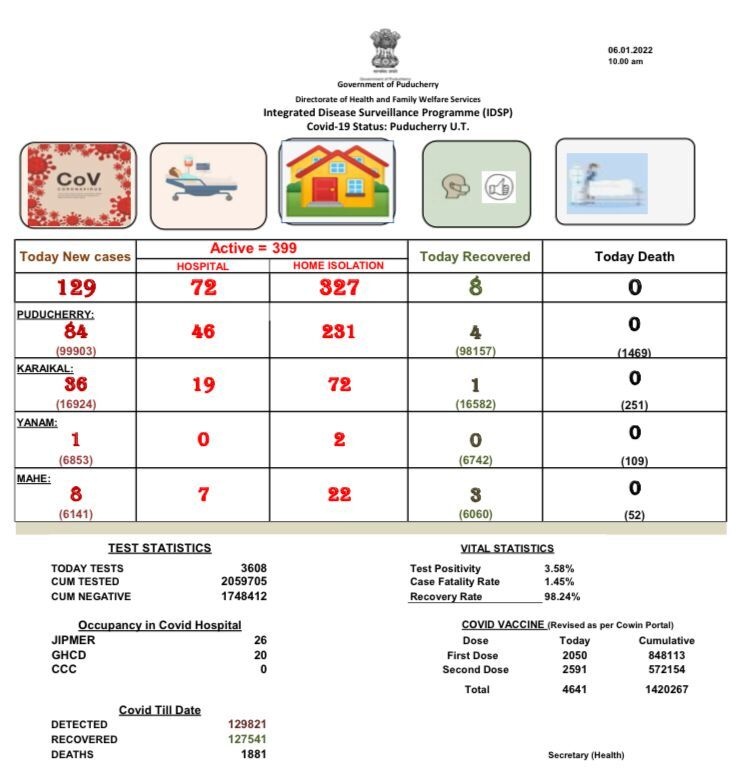 06.01.2022
10.00 am
Government of Puducherry
Directorate of Health and Family Welfare Services
Integrated Disease Surveillance Programme (IDSP)
Covid-19 Status: Puducherry U.T.
CoV
CORONAVIRUS
Today New cases
Active = 399
HOSPITAL HOME ISOLATION
Today Recovered
Today Death
129 72 327 8 0
PUDUCHERRY:
84 46 231 4 0
(99903) (98157) (1469)
KARAIKAL:
36 19 72 1 0
(16924) (16582) (251)
YANAM:
1 0 2 0 0
(6853) (6742) (109)
MAHE:
8 7 22 3 0
(6141) (6060) (52)
TEST STATISTICS
TODAY TESTS 3608
CUM TESTED 2059705
CUM NEGATIVE 1748412
VITAL STATISTICS
Test Positivity 3.58%
Case Fatality Rate 1.45%
Recovery Rate 98.24%
Occupancy in Covid Hospital
JIPMER 26
GHCD 20
CCC 0
COVID VACCINE (Revised as per Cowin Portal)
Dose Today Cumulative
First Dose 2050 848113
Second Dose 2591 572154
Total 4641 1420267
Covid Till Date
DETECTED 129821
RECOVERED 127541
DEATHS 1881
Secretary (Health)